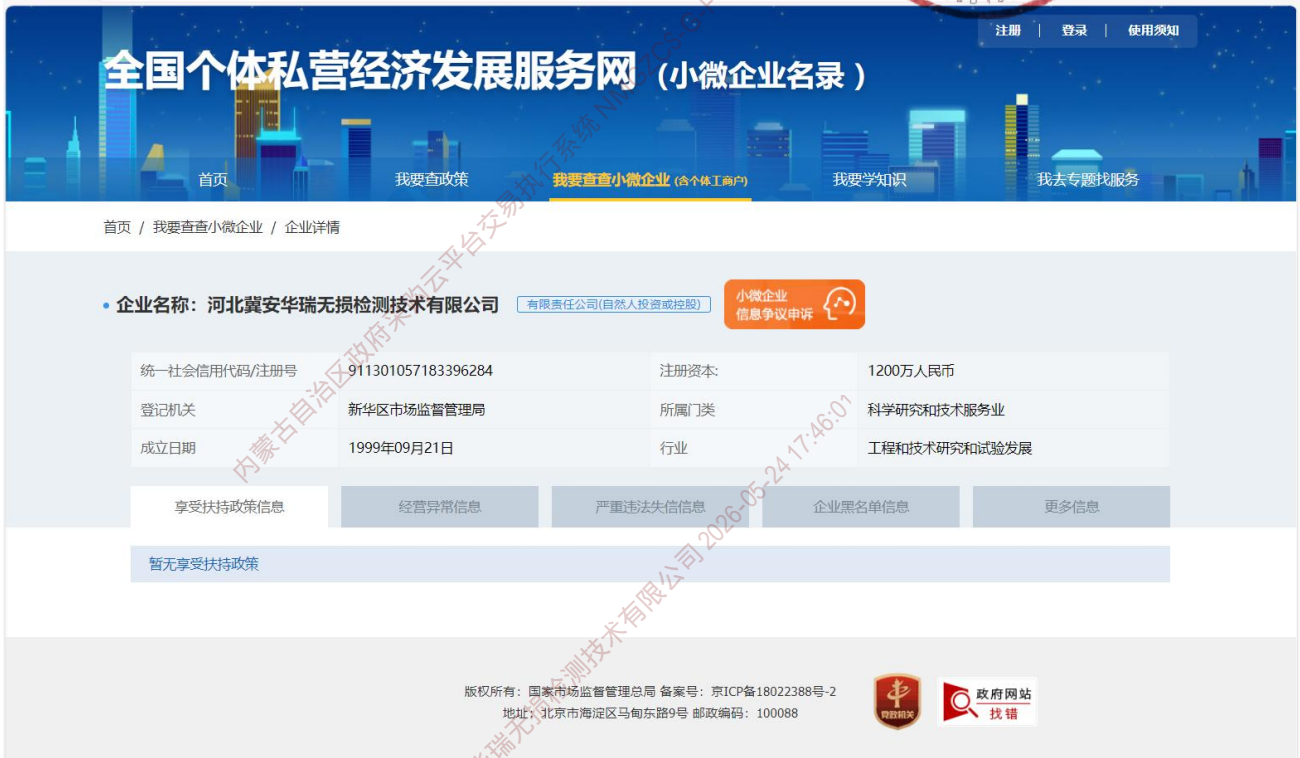 注册 | 登录 | 使用须知
全国个体私营经济发展服务网 (小微企业名录)
首页 我要查政策 我要查查小微企业 (含个体工商户) 我要学知识 我去专题找服务
首页 / 我要查查小微企业 / 企业详情
• 企业名称: 河北冀安华瑞无损检测技术有限公司 有限责任公司(自然人投资或控股)
小微企业
信息争议申诉
统一社会信用代码/注册号 911301057183396284 注册资本: 1200万人民币
登记机关 新华区市场监督管理局 所属门类 科学研究和技术服务业
成立日期 1999年09月21日 行业 工程和技术研究和试验发展
享受扶持政策信息 经营异常信息 严重违法失信信息 企业黑名单信息 更多信息
暂无享受扶持政策
版权所有: 国家市场监督管理总局 备案号: 京ICP备18022388号-2
地址: 北京市海淀区马甸东路9号 邮政编码: 100088
党政机关
政府网站
找错
内蒙古自治区政府采购云平台交易执行系统
华瑞无损检测技术有限公司 2026-05-24 17:46:01